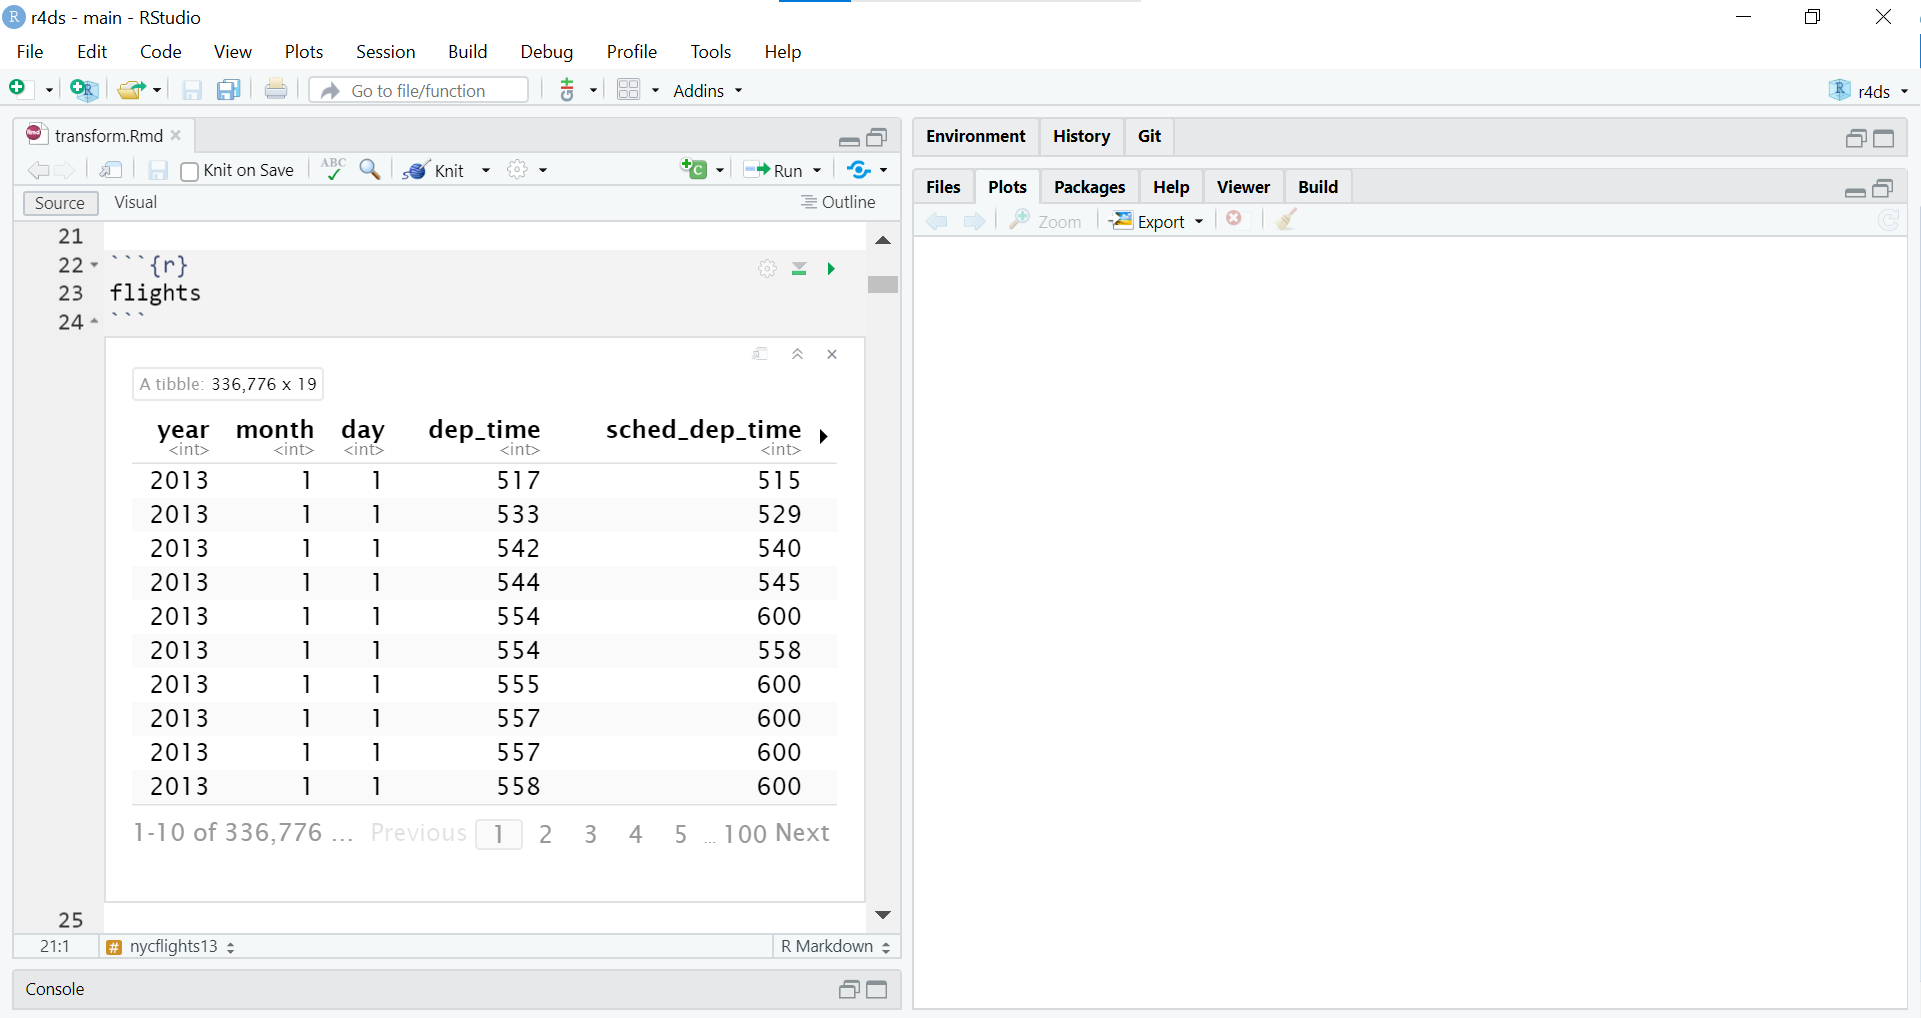 r4ds - main - RStudio
File Edit Code View Plots Session Build Debug Profile Tools Help
Go to file/function Addins r4ds
transform.Rmd
Knit on Save ABC Knit Run
Source Visual Outline
21
22 ```{r}
23 flights
24 ```
A tibble: 336,776 x 19
year month day dep_time sched_dep_time
<int> <int> <int> <int> <int>
2013 1 1 517 515
2013 1 1 533 529
2013 1 1 542 540
2013 1 1 544 545
2013 1 1 554 600
2013 1 1 554 558
2013 1 1 555 600
2013 1 1 557 600
2013 1 1 557 600
2013 1 1 558 600
1-10 of 336,776 ... Previous 1 2 3 4 5 ... 100 Next
25
21:1 # nycflights13 R Markdown
Console
Environment History Git
Files Plots Packages Help Viewer Build
Zoom Export